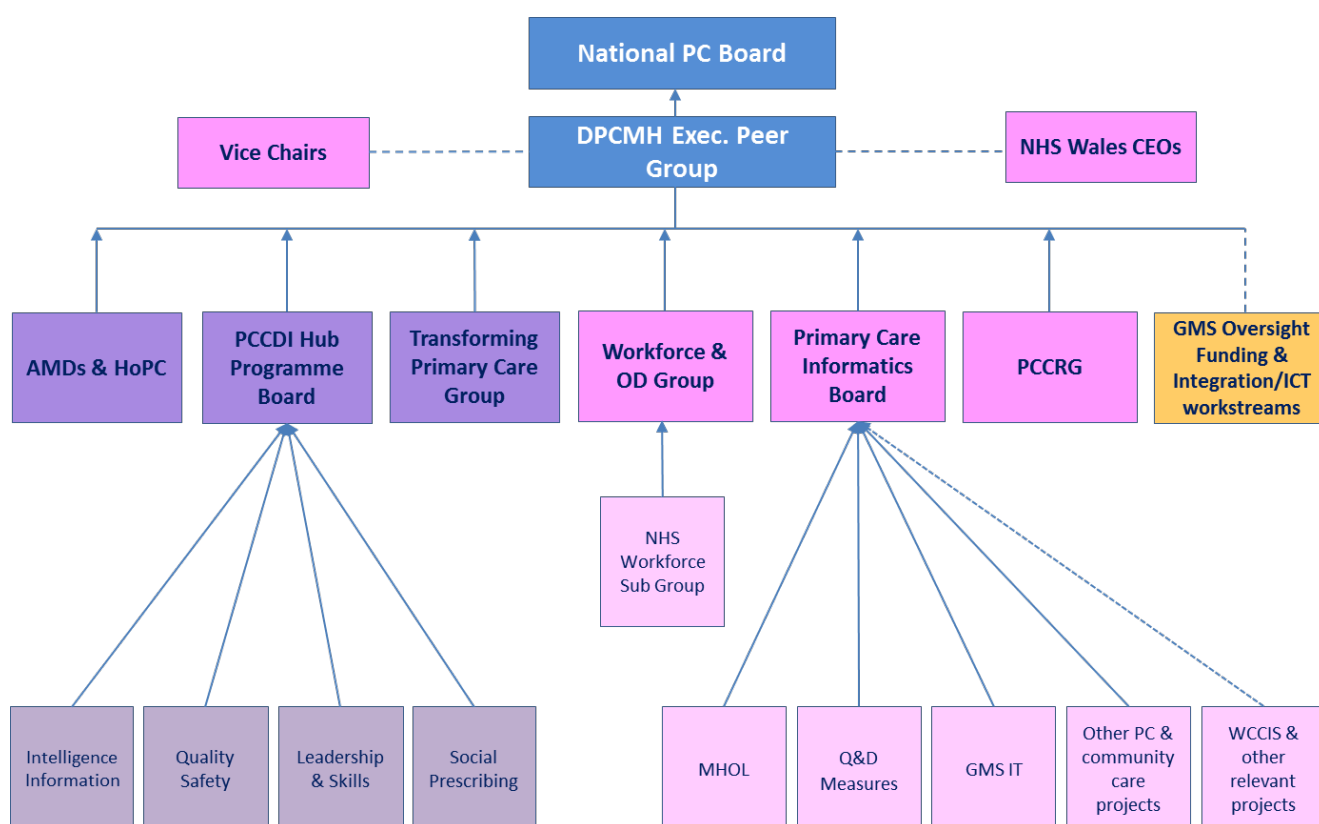 National PC Board
DPCMH Exec. Peer
Group
Vice Chairs
NHS Wales CEOs
AMDs & HoPC
PCCDI Hub
Programme
Board
Transforming
Primary Care
Group
Workforce &
OD Group
Primary Care
Informatics
Board
PCCRG
GMS Oversight
Funding &
Integration/ICT
workstreams
NHS
Workforce
Sub Group
Intelligence
Information
Quality
Safety
Leadership
& Skills
Social
Prescribing
MHOL
Q&D
Measures
GMS IT
Other PC &
community
care
projects
WCCIS &
other
relevant
projects